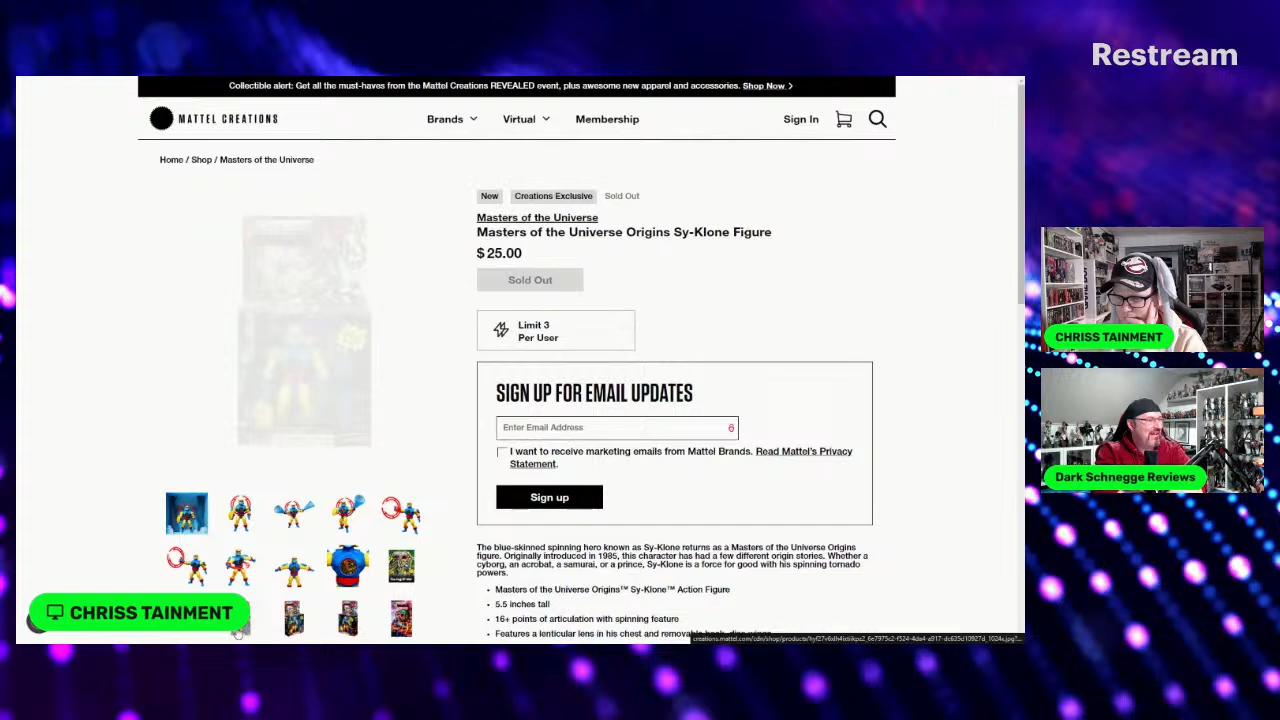 Restream
Collectible alert: Get all the must-haves from the Mattel Creations REVEALED event, plus awesome new apparel and accessories. Shop Now
MATTEL CREATIONS
Brands
Virtual
Membership
Sign In
Home / Shop / Masters of the Universe
New
Creations Exclusive
Sold Out
Masters of the Universe
Masters of the Universe Origins Sy-Klone Figure
$ 25.00
Sold Out
Limit 3
Per User
SIGN UP FOR EMAIL UPDATES
Enter Email Address
I want to receive marketing emails from Mattel Brands. Read Mattel's Privacy
Statement.
Sign up
The blue-skinned spinning hero known as Sy-Klone returns as a Masters of the Universe Origins
figure. Originally introduced in 1985, this character has had a few different origin stories. Whether a
cyborg, an acrobat, a samurai, or a prince, Sy-Klone is a force for good with his spinning tornado
powers.
• Masters of the Universe Origins™ Sy-Klone™ Action Figure
• 5.5 inches tall
• 16+ points of articulation with spinning feature
• Features a lenticular lens in his chest and removable
CHRISS TAINMENT
CHRISS TAINMENT
Dark Schnegge Reviews